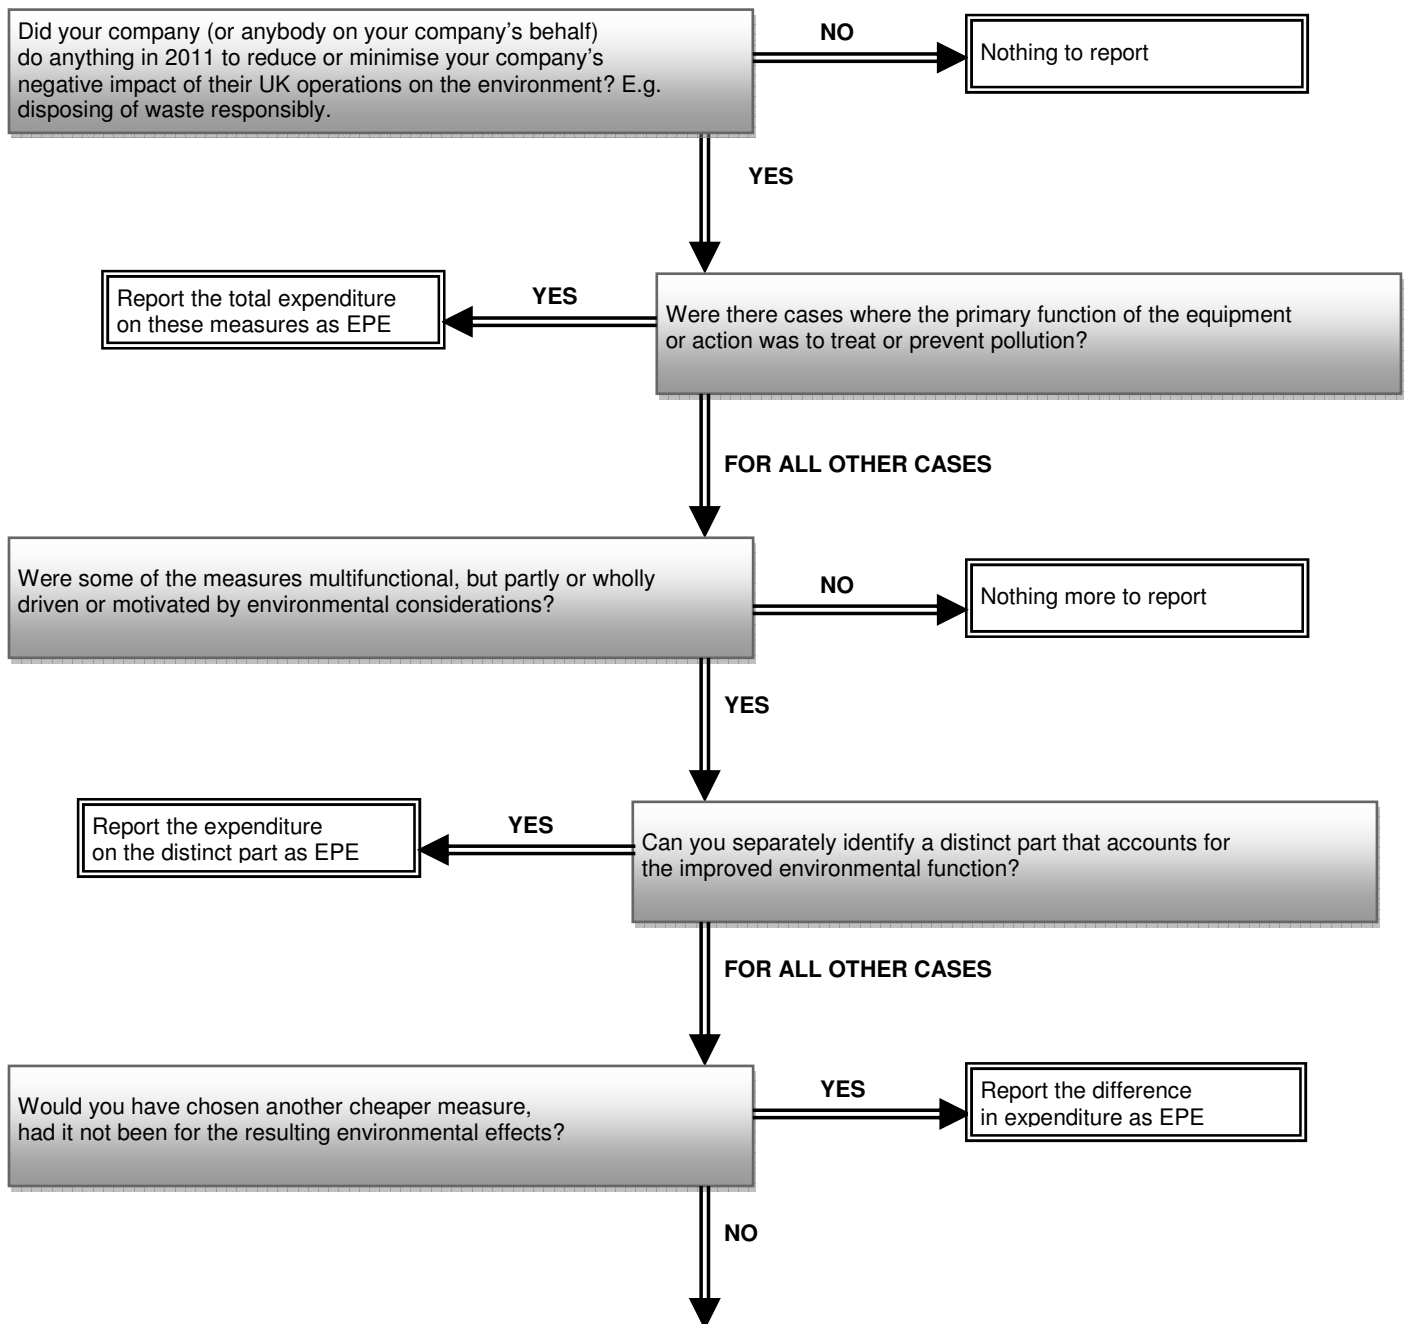 Did your company (or anybody on your company's behalf)
do anything in 2011 to reduce or minimise your company's
negative impact of their UK operations on the environment? E.g.
disposing of waste responsibly.
NO
Nothing to report
YES
Were there cases where the primary function of the equipment
or action was to treat or prevent pollution?
YES
Report the total expenditure
on these measures as EPE
FOR ALL OTHER CASES
Were some of the measures multifunctional, but partly or wholly
driven or motivated by environmental considerations?
NO
Nothing more to report
YES
Can you separately identify a distinct part that accounts for
the improved environmental function?
YES
Report the expenditure
on the distinct part as EPE
FOR ALL OTHER CASES
Would you have chosen another cheaper measure,
had it not been for the resulting environmental effects?
YES
Report the difference
in expenditure as EPE
NO